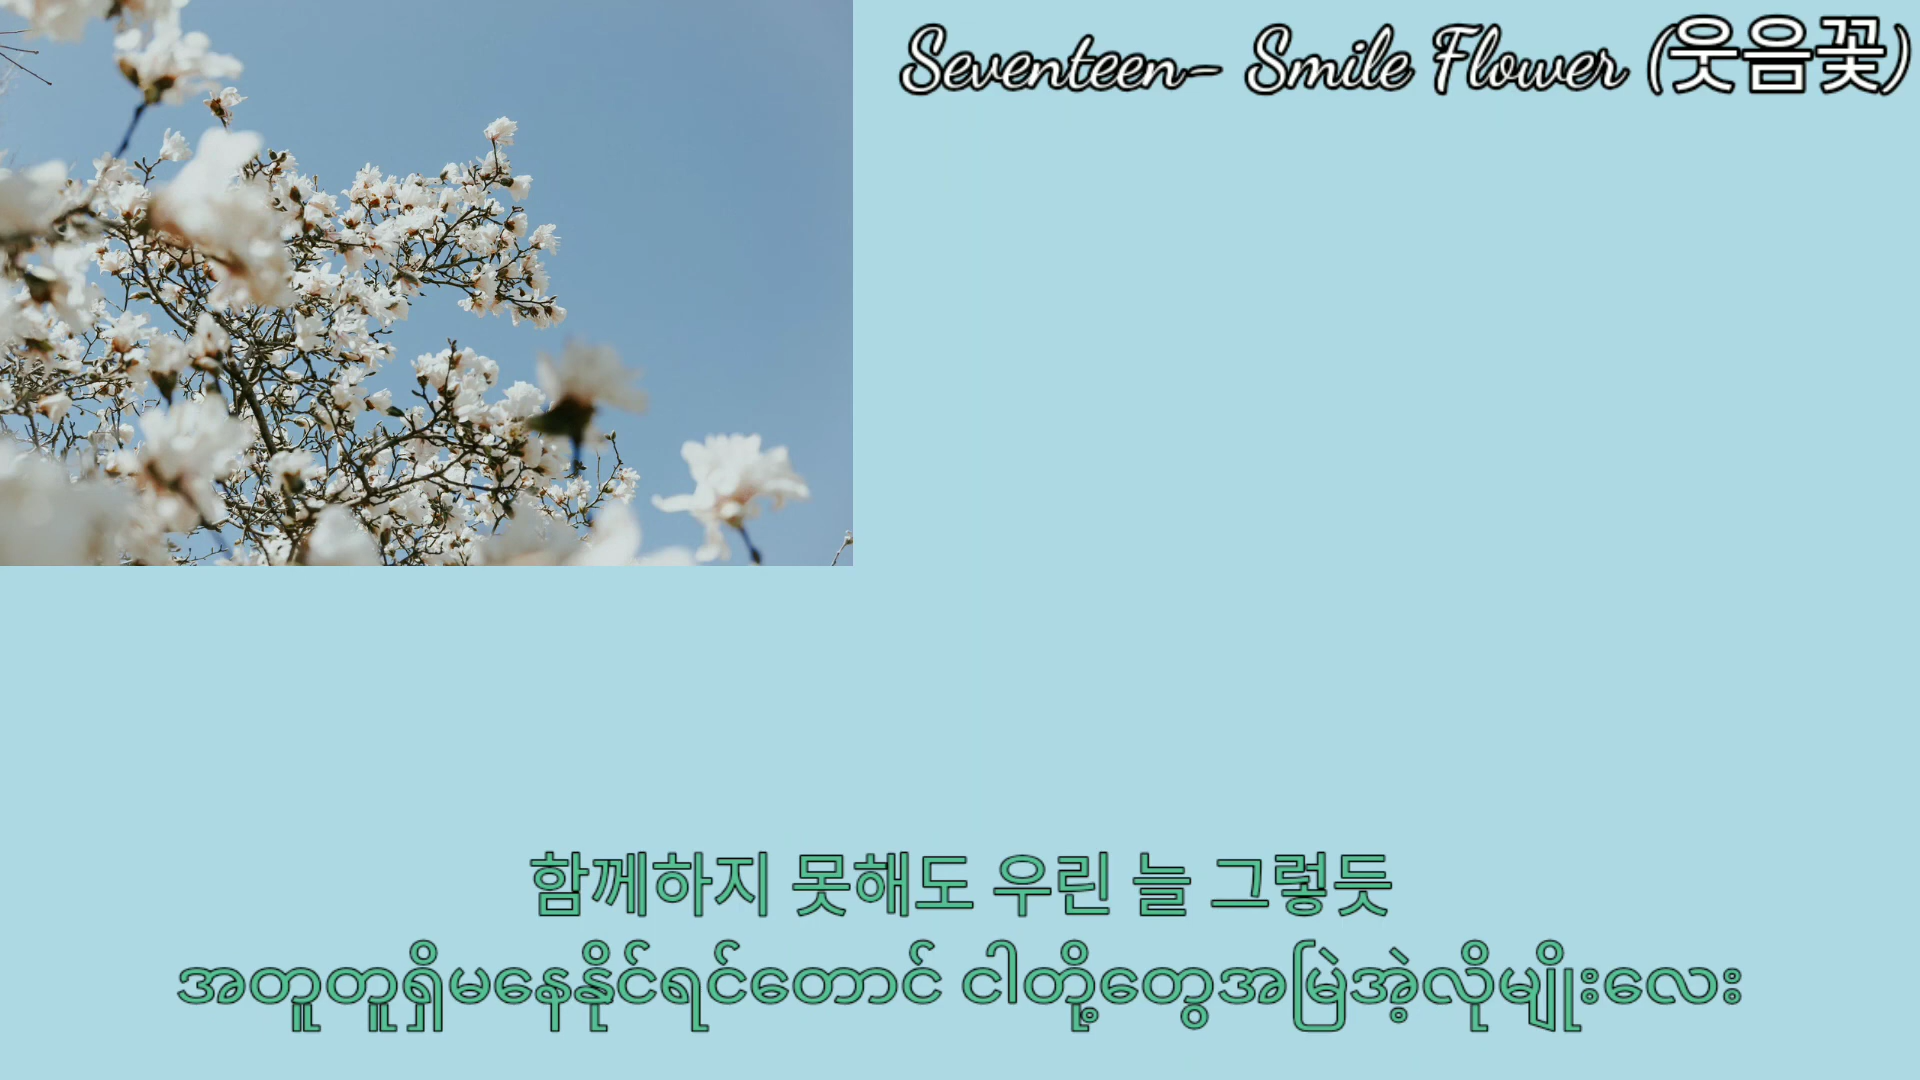 Seventeen- Smile Flower (웃음꽃)
함께하지 못해도 우린 늘 그렇듯
အတူတူရှိမနေနိုင်ရင်တောင် ငါတို့တွေအမြဲအဲ့လိုမျိုးလေး